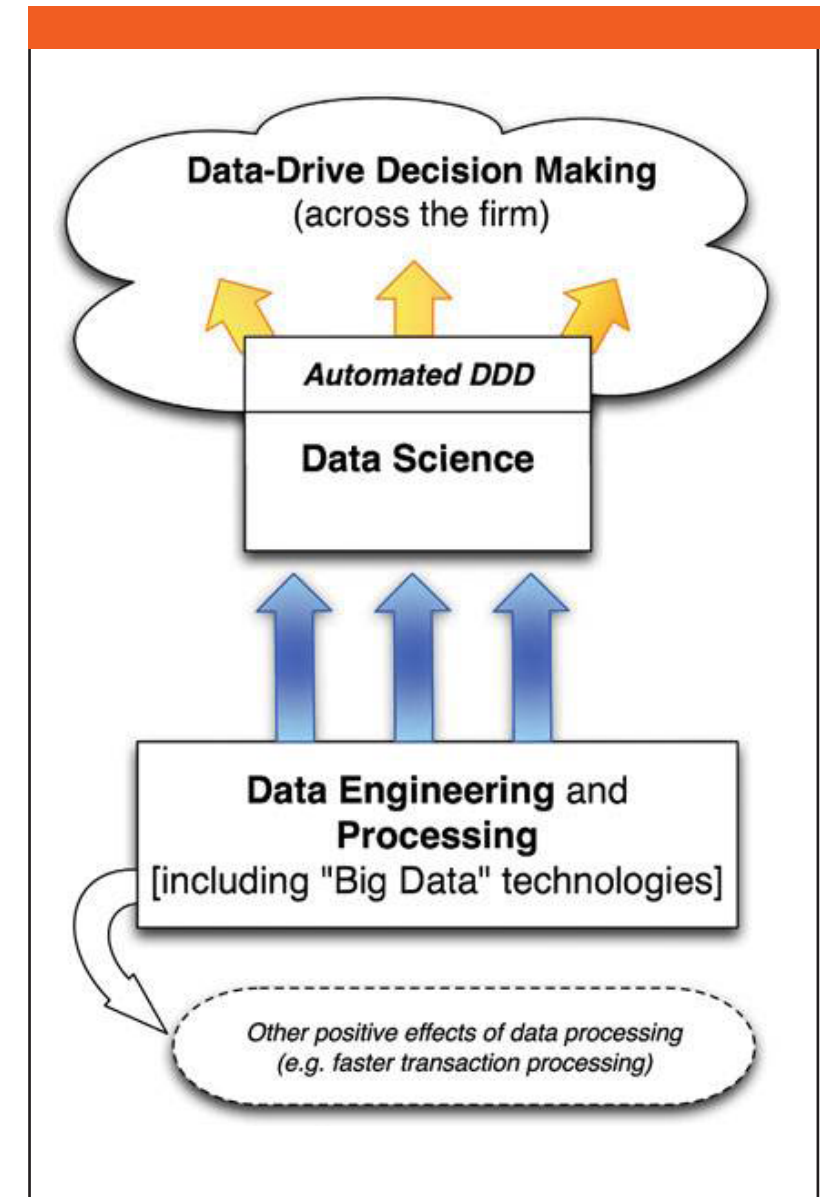 Data-Drive Decision Making
(across the firm)
Automated DDD
Data Science
Data Engineering and
Processing
[including "Big Data" technologies]
Other positive effects of data processing
(e.g. faster transaction processing)